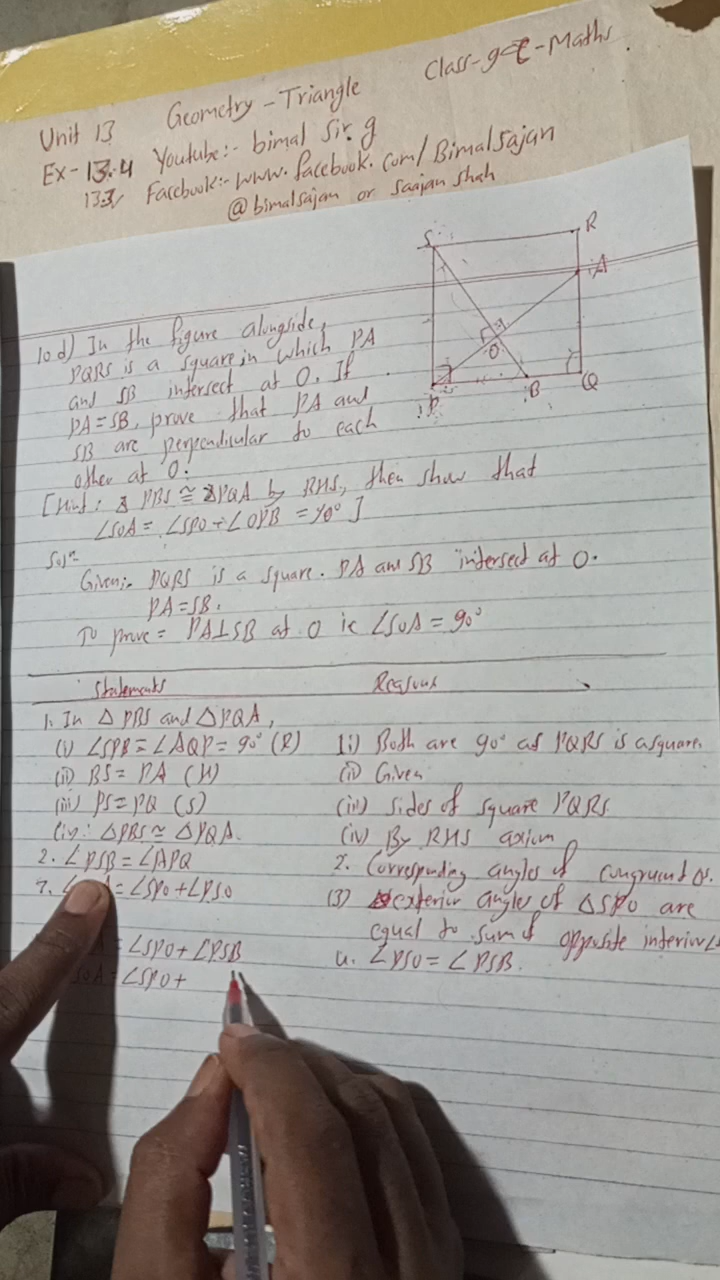 Class-9 - Maths.
Unit 13 Geometry - Triangle
Ex-13.4 Youtube:- bimal Sir. g
13.3/ Facebook:- www.facebook.com/Bimalsajan
@bimalsajan or saajan shah
S R
A
O
P B Q
10.d) In the figure alongside,
PQRS is a square in which PA
and SB intersect at O. If
PA=SB, prove that PA and
SB are perpendicular to each
other at O.
[Hint: Δ PBS ≅ ΔPQA by RHS, then show that
∠SOA = ∠SPO + ∠OPB = 90°]
Solⁿ
Given:- PQRS is a square. PA and SB intersect at O.
PA=SB.
To prove = PA⊥SB at O ie ∠SOA = 90°
Statements Reasons
1. In Δ PBS and ΔPQA,
(i) ∠SPB = ∠AQP = 90° (R) 1i) Both are 90° as PQRS is a square.
(ii) BS = PA (H) (ii) Given
(iii) PS = PQ (S) (iii) sides of square PQRS
(iv) ∴ ΔPBS ≅ ΔPQA. (iv) By RHS axium
2. ∠PSB = ∠APQ 2. Corresponding angles of congruent Δs.
= ∠SPO + ∠PSO (3) exterior angles of ΔSPO are
equal to sum of opposite interior ∠
= ∠SPO + ∠PSB 4. ∠PSO = ∠PSB.
= ∠SPO +